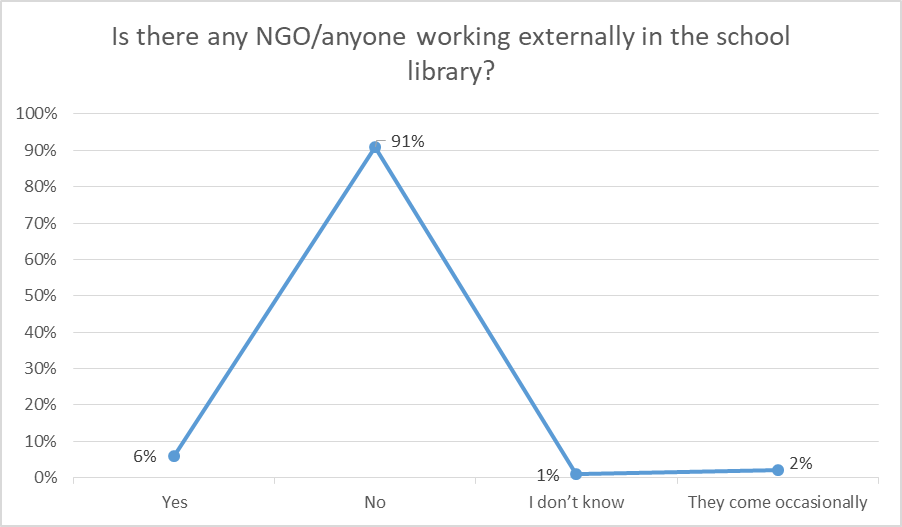 Is there any NGO/anyone working externally in the school
library?
100%
90%
80%
70%
60%
50%
40%
30%
20%
10%
0%
6%
91%
1%
2%
Yes
No
I don’t know
They come occasionally